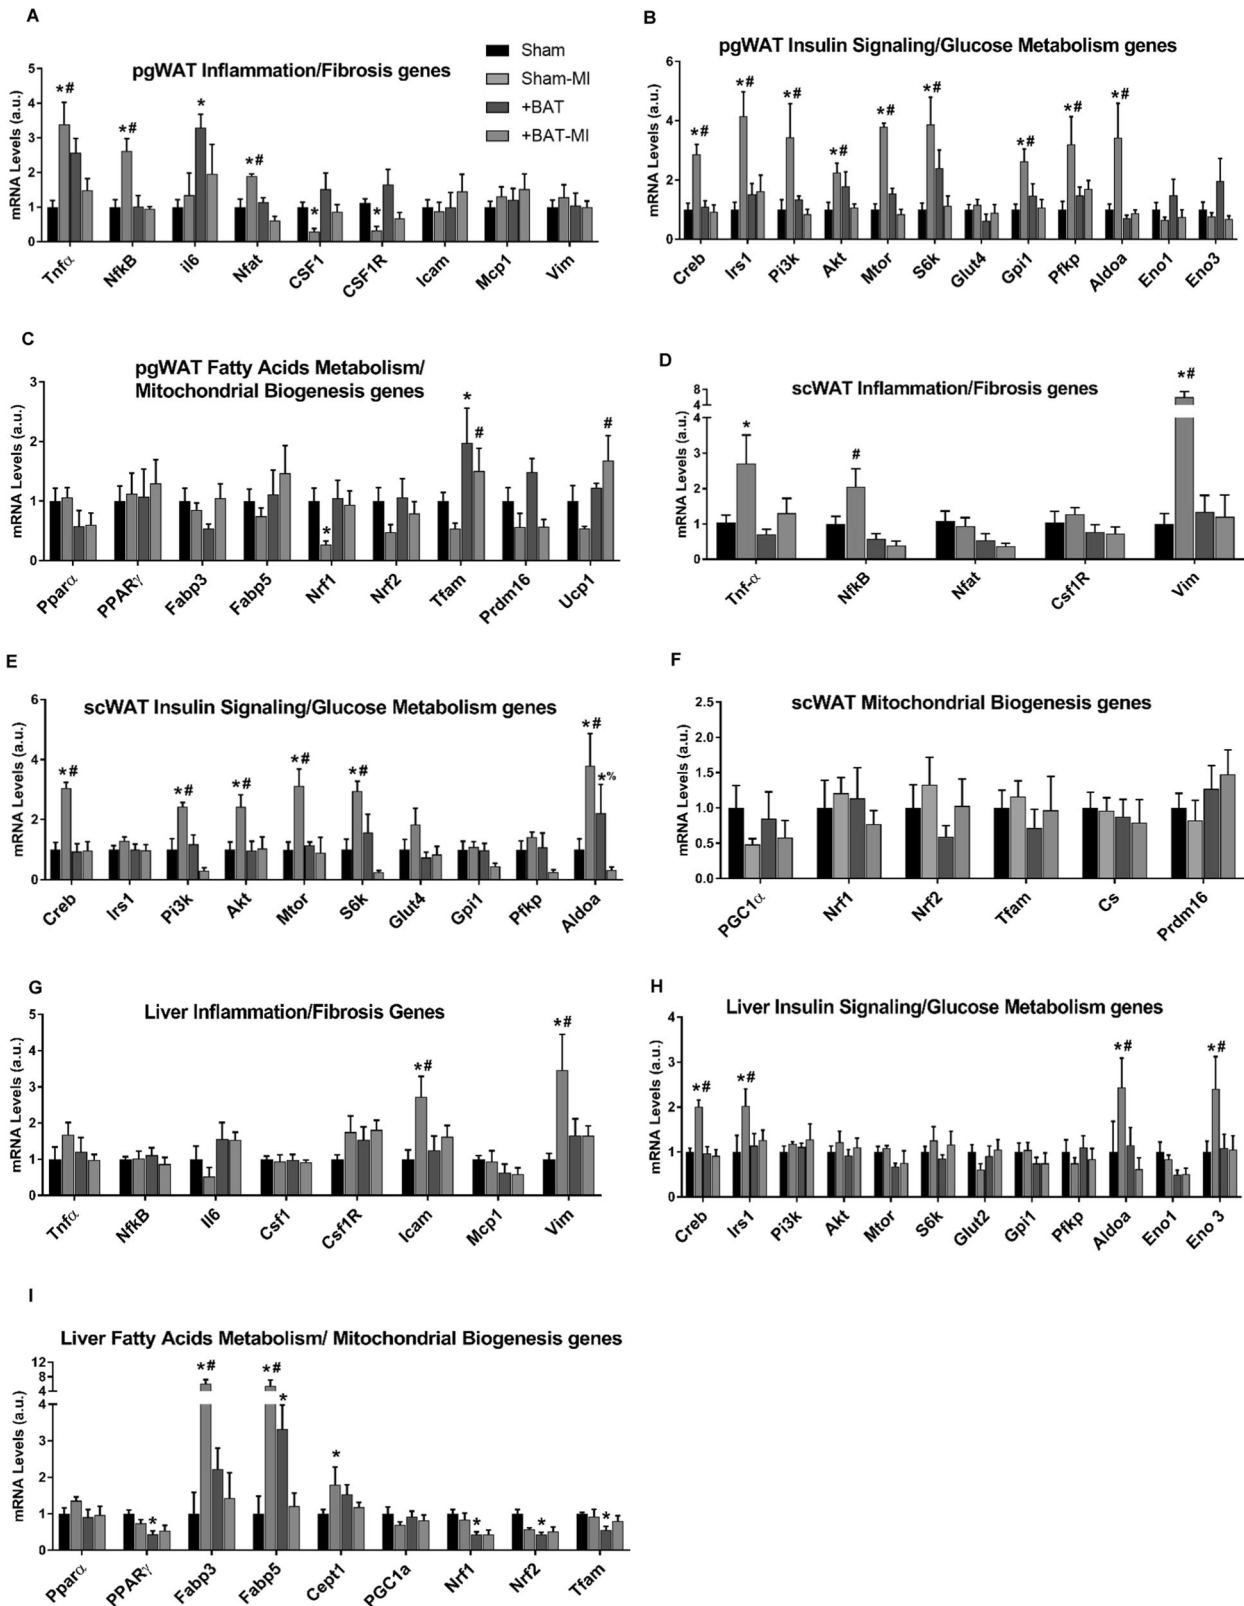 A
pgWAT Inflammation/Fibrosis genes
Sham
Sham-MI
+BAT
+BAT-MI
mRNA Levels (a.u.)
5
4
3
2
1
0
*# *# * *# * *
Tnfα NfkB il6 Nfat CSF1 CSF1R Icam Mcp1 Vim
B
pgWAT Insulin Signaling/Glucose Metabolism genes
mRNA Levels (a.u.)
6
4
2
0
*# *# *# *# *# *# *# *# *#
Creb Irs1 Pi3k Akt Mtor S6k Glut4 Gpi1 Pfkp Aldoa Eno1 Eno3
C
pgWAT Fatty Acids Metabolism/
Mitochondrial Biogenesis genes
mRNA Levels (a.u.)
3
2
1
0
* * # #
Pparα PPARγ Fabp3 Fabp5 Nrf1 Nrf2 Tfam Prdm16 Ucp1
D
scWAT Inflammation/Fibrosis genes
mRNA Levels (a.u.)
8
4
4
3
2
1
0
* # *#
Tnf-α NfkB Nfat Csf1R Vim
E
scWAT Insulin Signaling/Glucose Metabolism genes
mRNA Levels (a.u.)
6
4
2
0
*# *# *# *# *# *# *%
Creb Irs1 Pi3k Akt Mtor S6k Glut4 Gpi1 Pfkp Aldoa
F
scWAT Mitochondrial Biogenesis genes
mRNA Levels (a.u.)
2.5
2.0
1.5
1.0
0.5
0.0
PGC1α Nrf1 Nrf2 Tfam Cs Prdm16
G
Liver Inflammation/Fibrosis Genes
mRNA Levels (a.u.)
5
4
3
2
1
0
*# *#
Tnfα NfkB Il6 Csf1 Csf1R Icam Mcp1 Vim
H
Liver Insulin Signaling/Glucose Metabolism genes
mRNA Levels (a.u.)
4
3
2
1
0
*# *# *# *#
Creb Irs1 Pi3k Akt Mtor S6k Glut2 Gpi1 Pfkp Aldoa Eno1 Eno 3
I
Liver Fatty Acids Metabolism/ Mitochondrial Biogenesis genes
mRNA Levels (a.u.)
12
8
4
4
3
2
1
0
* *# *# * * * * *
Pparα PPARγ Fabp3 Fabp5 Cept1 PGC1a Nrf1 Nrf2 Tfam